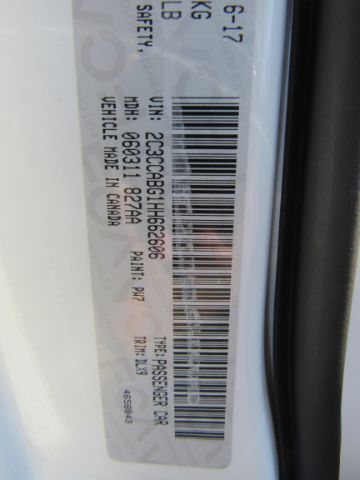 6-17
KG
LB
SAFETY,
VIN: 2C3CCABG1HH662606
TYPE: PASSENGER CAR
MDH: 060311 827AA
PAINT: PW7
TRIM: DLX9
VEHICLE MADE IN CANADA
4658843